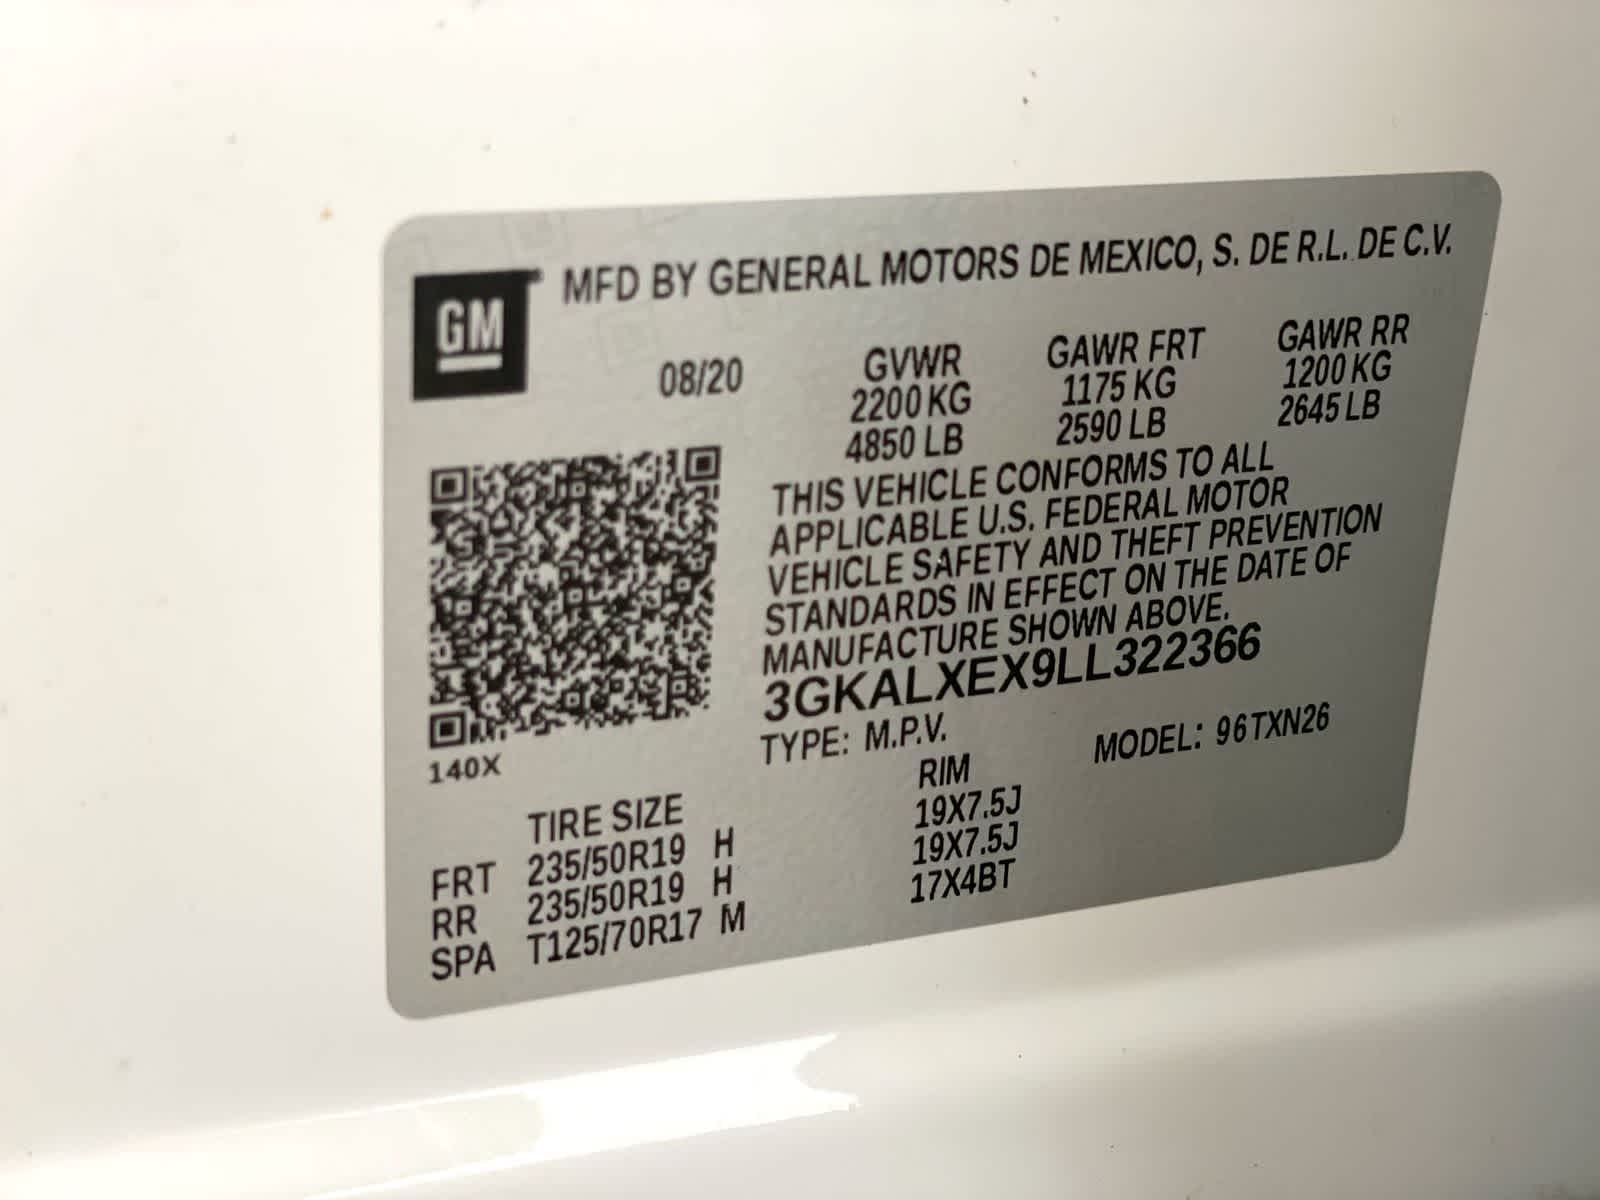 GM
MFD BY GENERAL MOTORS DE MEXICO, S. DE R.L. DE C.V.
08/20 GVWR GAWR FRT GAWR RR
2200 KG 1175 KG 1200 KG
4850 LB 2590 LB 2645 LB
THIS VEHICLE CONFORMS TO ALL
APPLICABLE U.S. FEDERAL MOTOR
VEHICLE SAFETY AND THEFT PREVENTION
STANDARDS IN EFFECT ON THE DATE OF
MANUFACTURE SHOWN ABOVE.
3GKALXEX9LL322366
TYPE: M.P.V. MODEL: 96TXN26
140X
TIRE SIZE RIM
FRT 235/50R19 H 19X7.5J
RR 235/50R19 H 19X7.5J
SPA T125/70R17 M 17X4BT